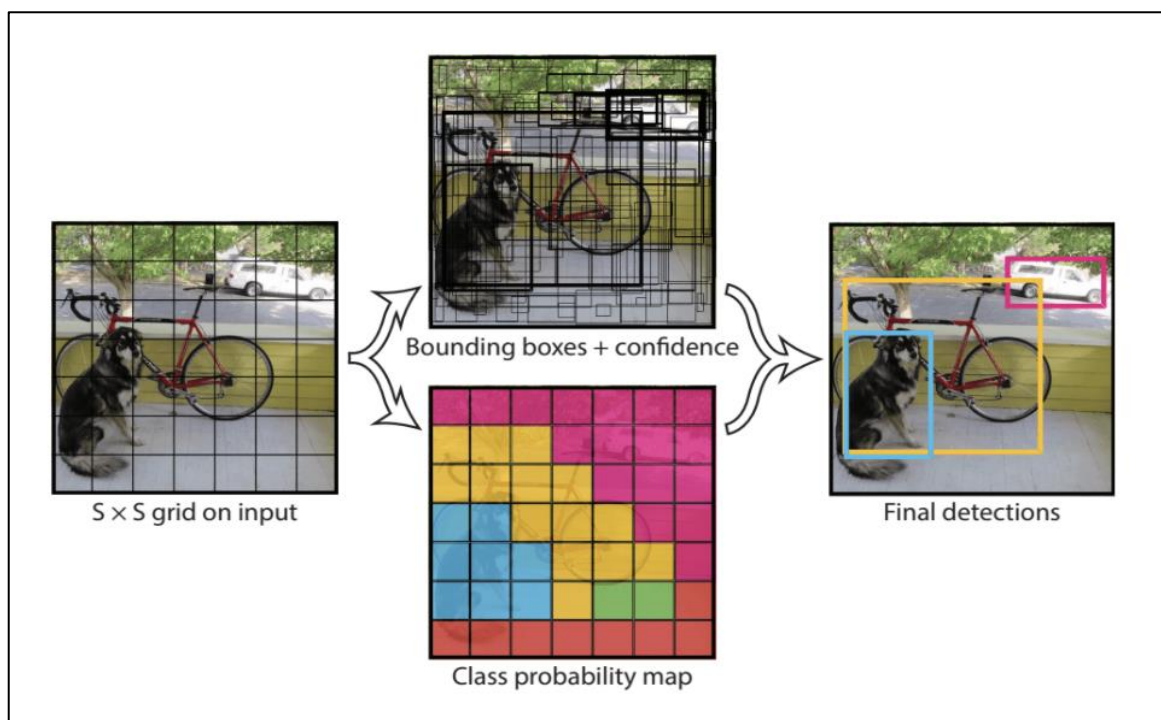 Bounding boxes + confidence
S × S grid on input
Final detections
Class probability map